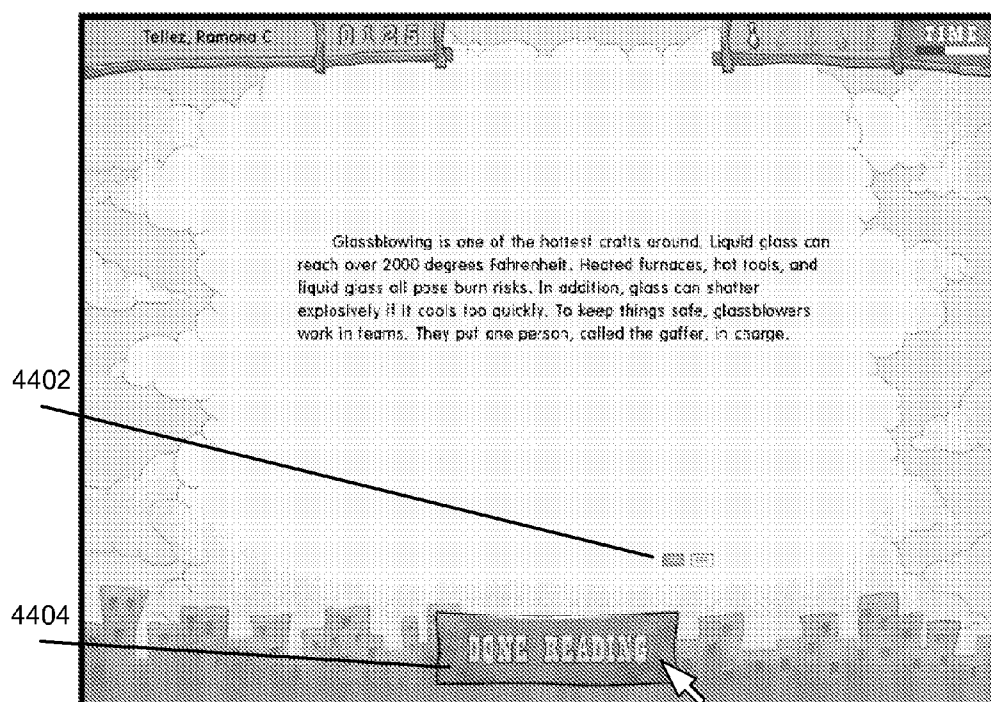 Tellez, Ramona C
TIME
Glassblowing is one of the hottest crafts around. Liquid glass can
reach over 2000 degrees Fahrenheit. Heated furnaces, hot tools, and
liquid glass all pose burn risks. In addition, glass can shatter
explosively if it cools too quickly. To keep things safe, glassblowers
work in teams. They put one person, called the gaffer, in charge.
4402
4404
DONE READING